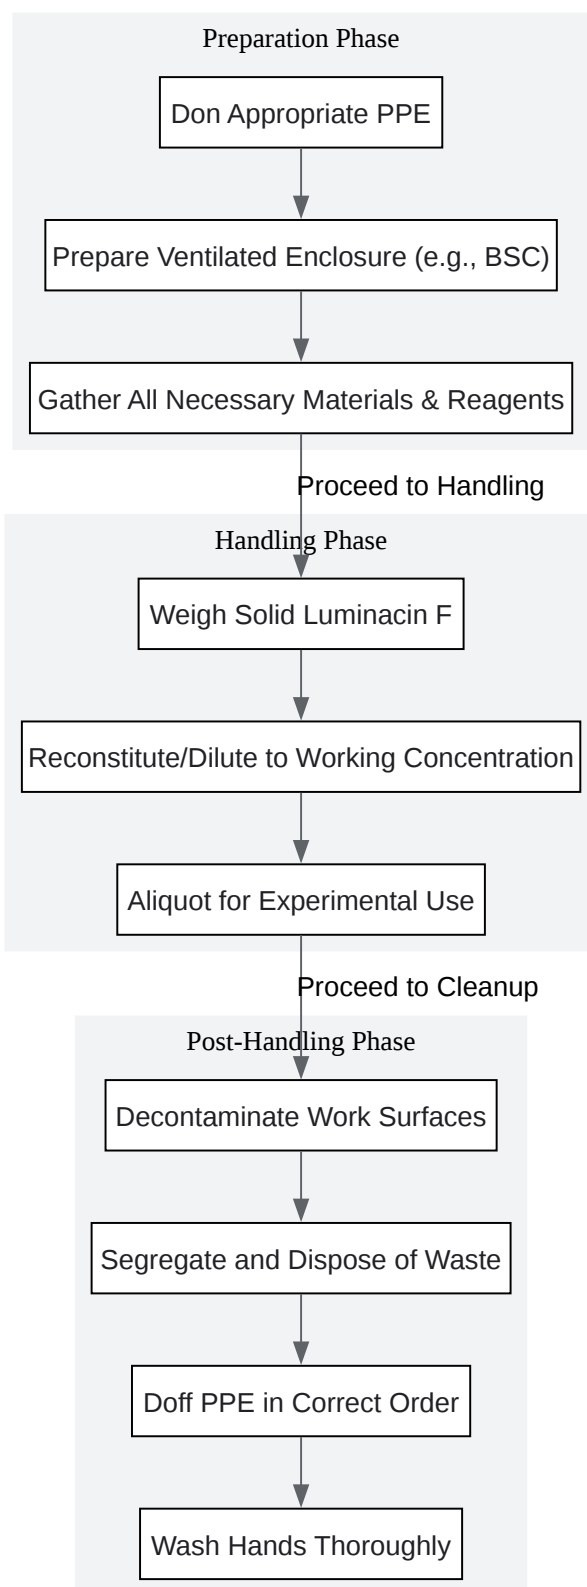 Preparation Phase
Don Appropriate PPE
Prepare Ventilated Enclosure (e.g., BSC)
Gather All Necessary Materials & Reagents
Proceed to Handling
Handling Phase
Weigh Solid Luminacin F
Reconstitute/Dilute to Working Concentration
Aliquot for Experimental Use
Proceed to Cleanup
Post-Handling Phase
Decontaminate Work Surfaces
Segregate and Dispose of Waste
Doff PPE in Correct Order
Wash Hands Thoroughly